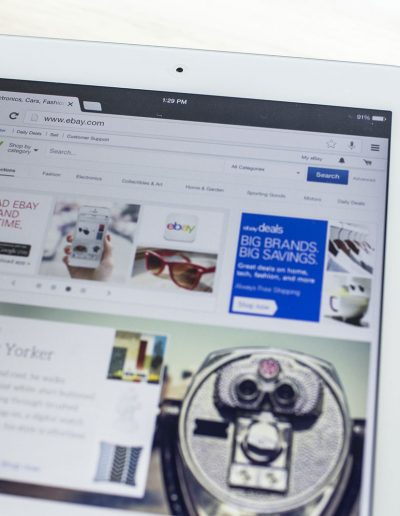 1:29 PM
91%
www.ebay.com
Daily Deals | Sell | Customer Support
My eBay
Shop by
category
Search...
All Categories
Search
Advanced
Fashion
Electronics
Collectibles & Art
Home & Garden
Sporting Goods
Motors
Daily Deals
AD EBAY
AND
TIME.
ebay
ebay deals
BIG BRANDS.
BIG SAVINGS.
Great deals on home,
tech, fashion, and more
Always Free Shipping
Shop now
Yorker